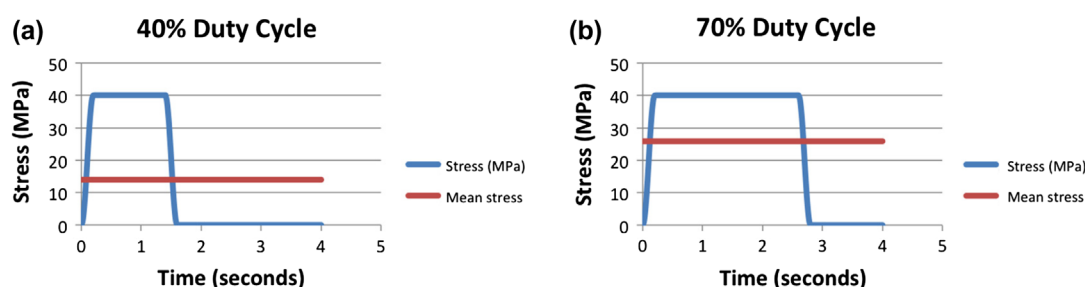 (a) 40% Duty Cycle
Stress (MPa)
50
40
30
20
10
0
0 1 2 3 4 5
Time (seconds)
Stress (MPa)
Mean stress
(b) 70% Duty Cycle
Stress (MPa)
50
40
30
20
10
0
0 1 2 3 4 5
Time (seconds)
Stress (MPa)
Mean stress